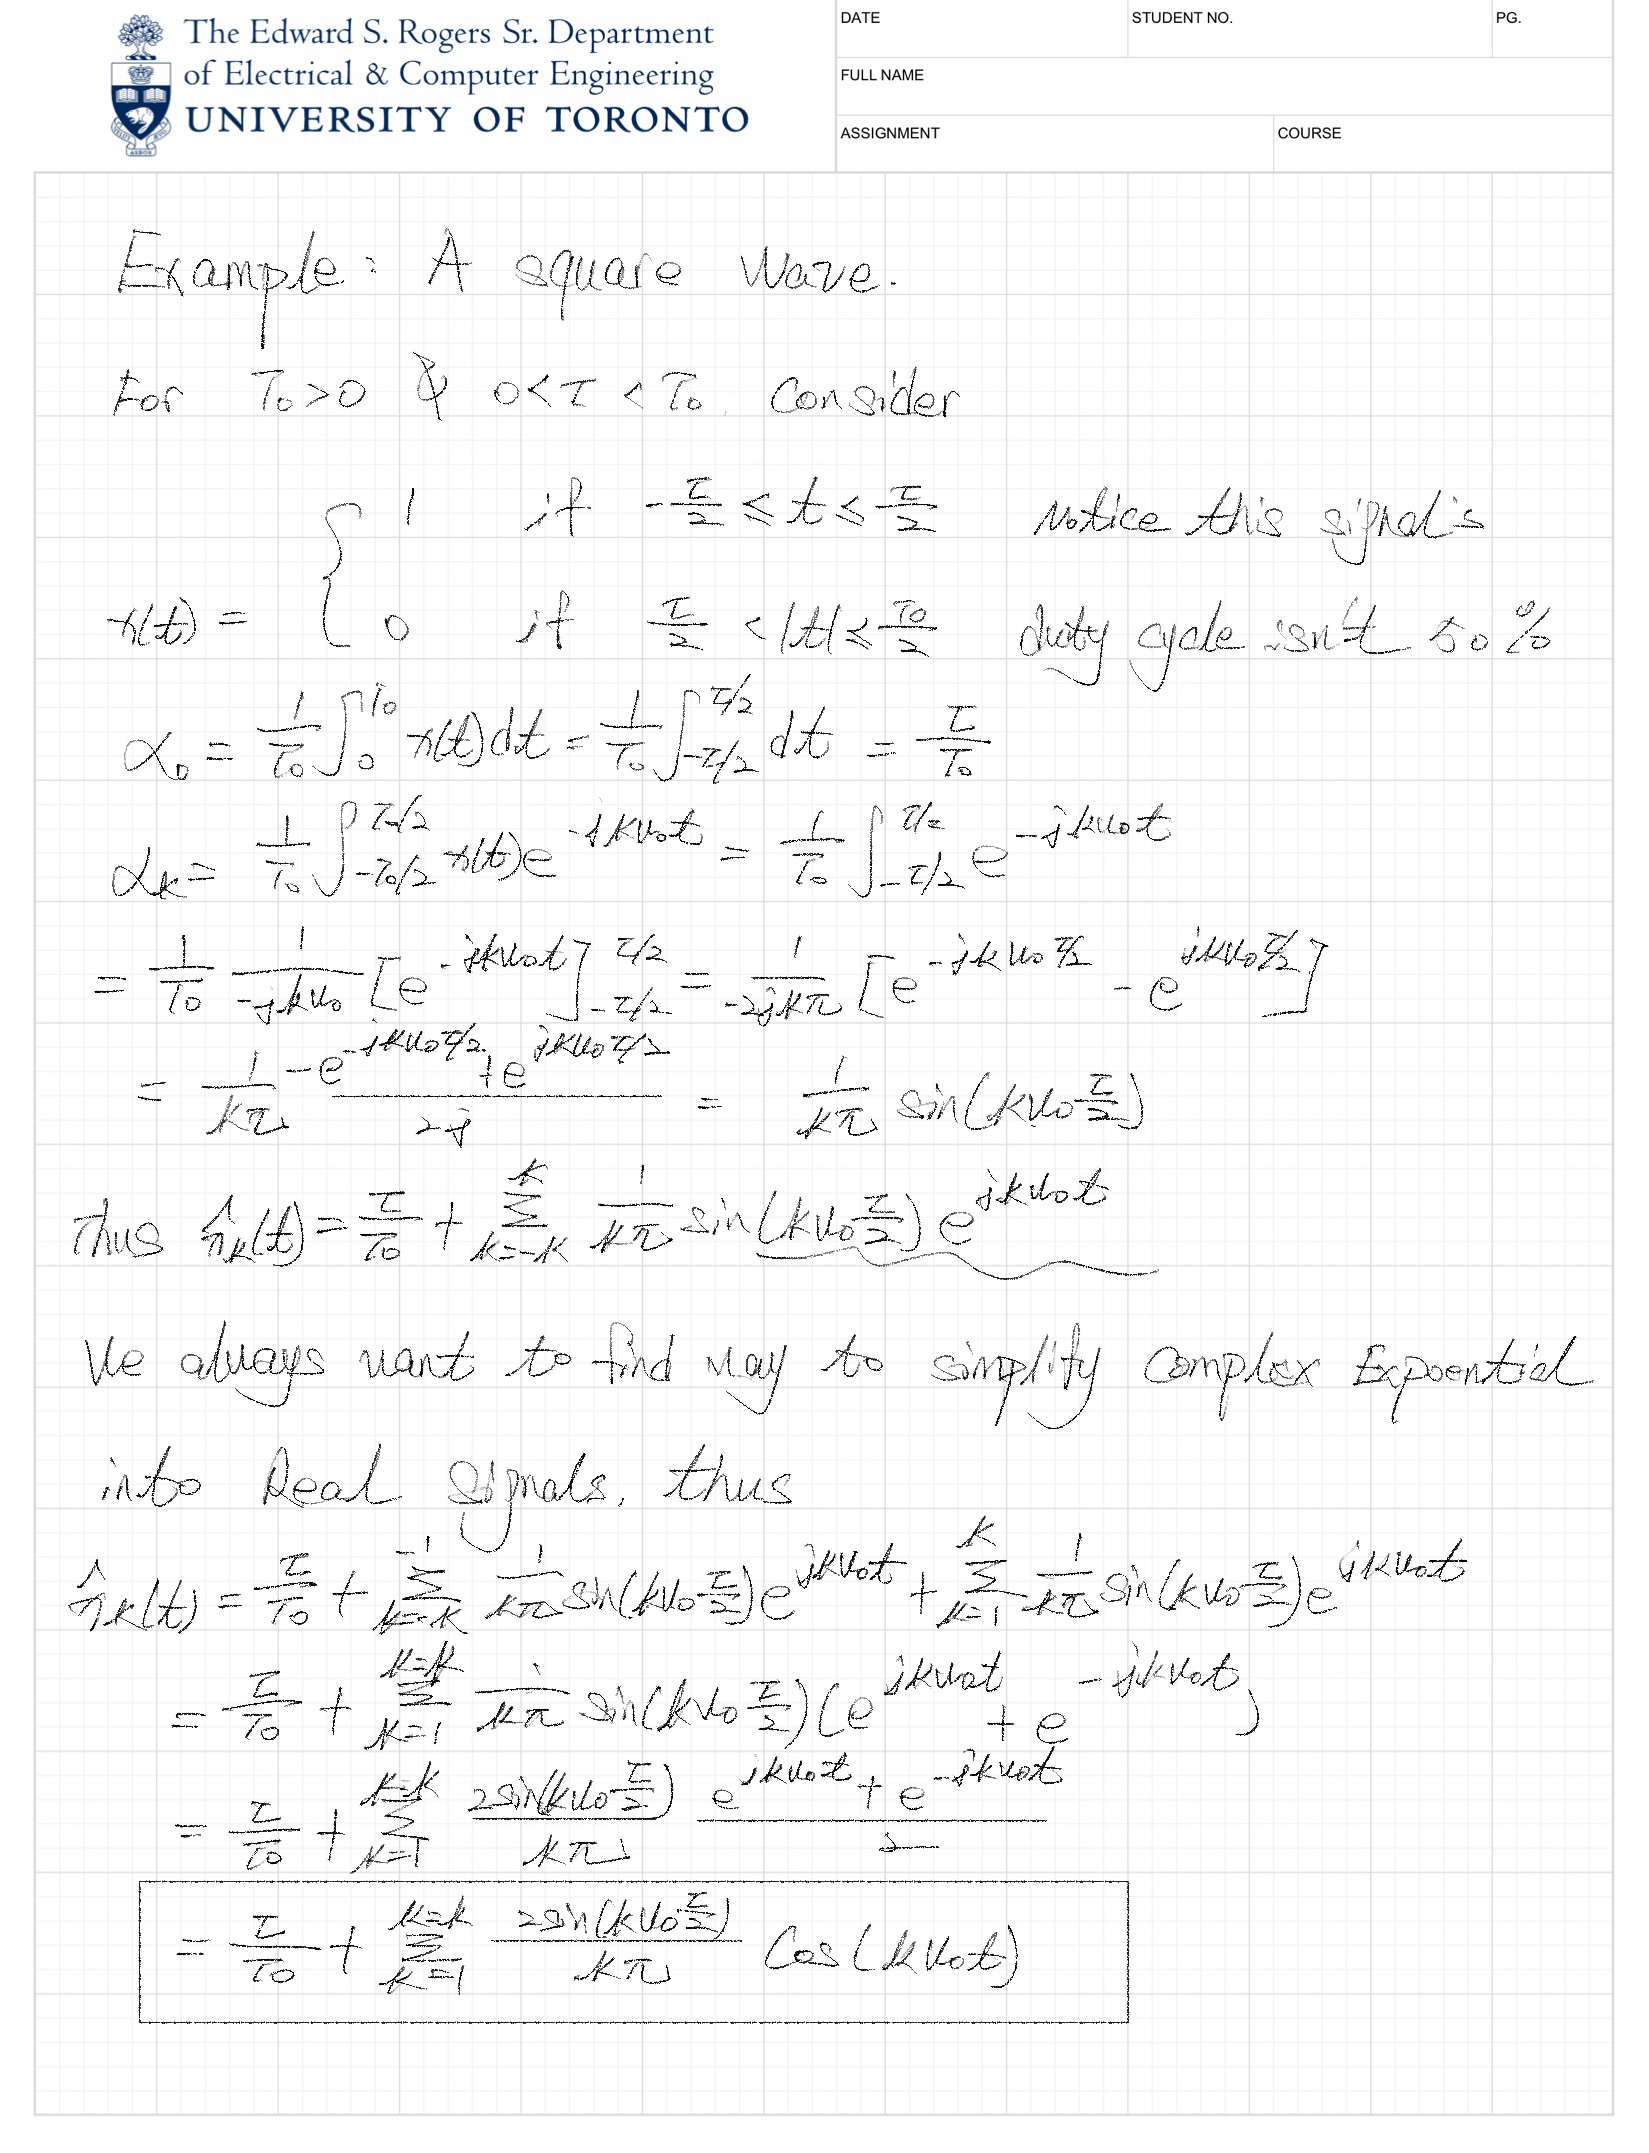 The Edward S. Rogers Sr. Department
of Electrical & Computer Engineering
UNIVERSITY OF TORONTO
DATE
STUDENT NO.
PG.
FULL NAME
ASSIGNMENT
COURSE
Example: A square Wave.
For T₀>0 & 0<τ<T₀. Consider
x(t) = { 1 if -τ/2 ≤ t ≤ τ/2 Notice this signal's
0 if τ/2 < |t| ≤ T₀/2 duty cycle isn't 50%
α₀ = 1/T₀ ∫₀^T₀ x(t)dt = 1/T₀ ∫_{-τ/2}^{τ/2} dt = τ/T₀
αₖ = 1/T₀ ∫_{-T₀/2}^{T₀/2} x(t)e^{-jkω₀t} = 1/T₀ ∫_{-τ/2}^{τ/2} e^{-jkω₀t}
= 1/T₀ 1/(-jkω₀) [e^{-jkω₀t}]_{-τ/2}^{τ/2} = 1/(-2jkπ) [e^{-jkω₀τ/2} - e^{jkω₀τ/2}]
= 1/(kπ) (-e^{-jkω₀τ/2} + e^{jkω₀τ/2})/(2j) = 1/(kπ) sin(kω₀ τ/2)
Thus x̂_K(t) = τ/T₀ + Σ_{k=-K}^{K} 1/(kπ) sin(kω₀ τ/2) e^{jkω₀t}
We always want to find way to simplify Complex Expoential
into Real Signals, thus
x̂_K(t) = τ/T₀ + Σ_{k=-K}^{-1} 1/(kπ) sin(kω₀ τ/2) e^{jkω₀t} + Σ_{k=1}^{K} 1/(kπ) sin(kω₀ τ/2) e^{jkω₀t}
= τ/T₀ + Σ_{k=1}^{k=K} 1/(kπ) sin(kω₀ τ/2) (e^{jkω₀t} + e^{-jkω₀t})
= τ/T₀ + Σ_{k=1}^{k=K} 2sin(kω₀ τ/2)/(kπ) (e^{jkω₀t} + e^{-jkω₀t})/2
= τ/T₀ + Σ_{k=1}^{k=K} 2sin(kω₀ τ/2)/(kπ) Cos(kω₀t)